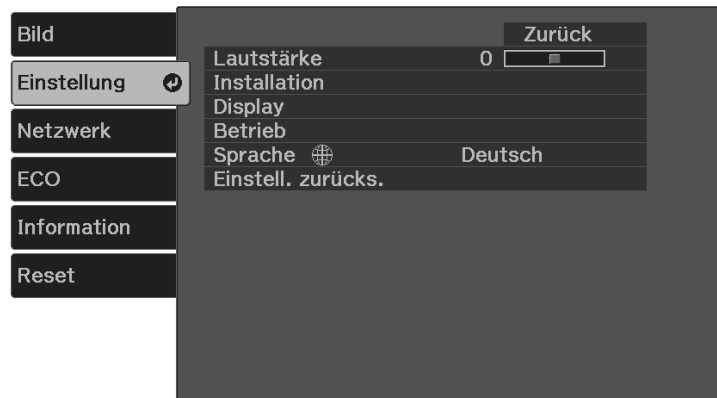 Bild
Einstellung
Netzwerk
ECO
Information
Reset
Zurück
Lautstärke 0
Installation
Display
Betrieb
Sprache Deutsch
Einstell. zurücks.